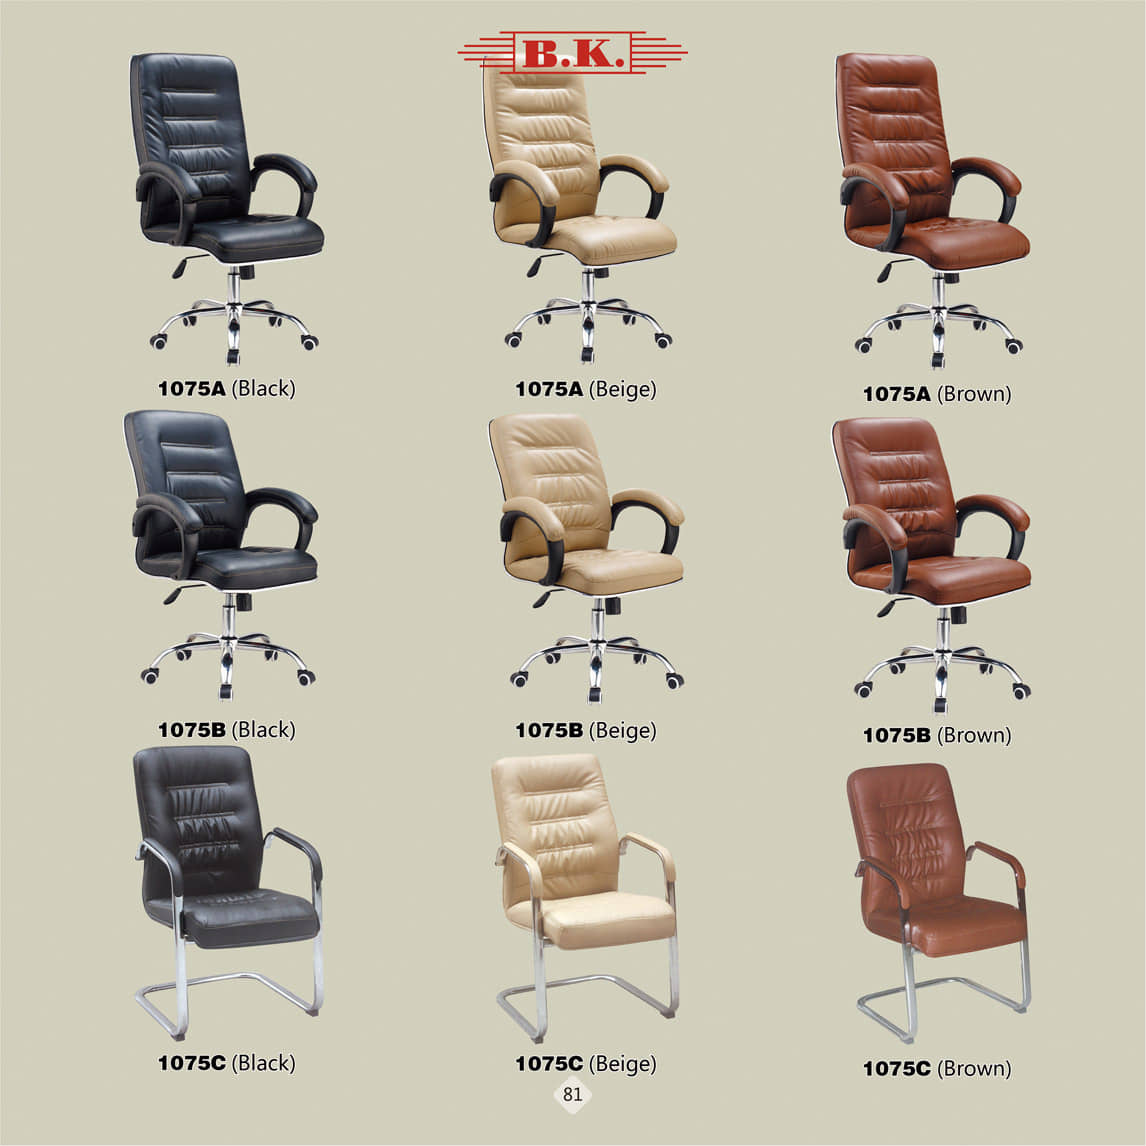 B.K.
1075A (Black)
1075A (Beige)
1075A (Brown)
1075B (Black)
1075B (Beige)
1075B (Brown)
1075C (Black)
1075C (Beige)
1075C (Brown)
81